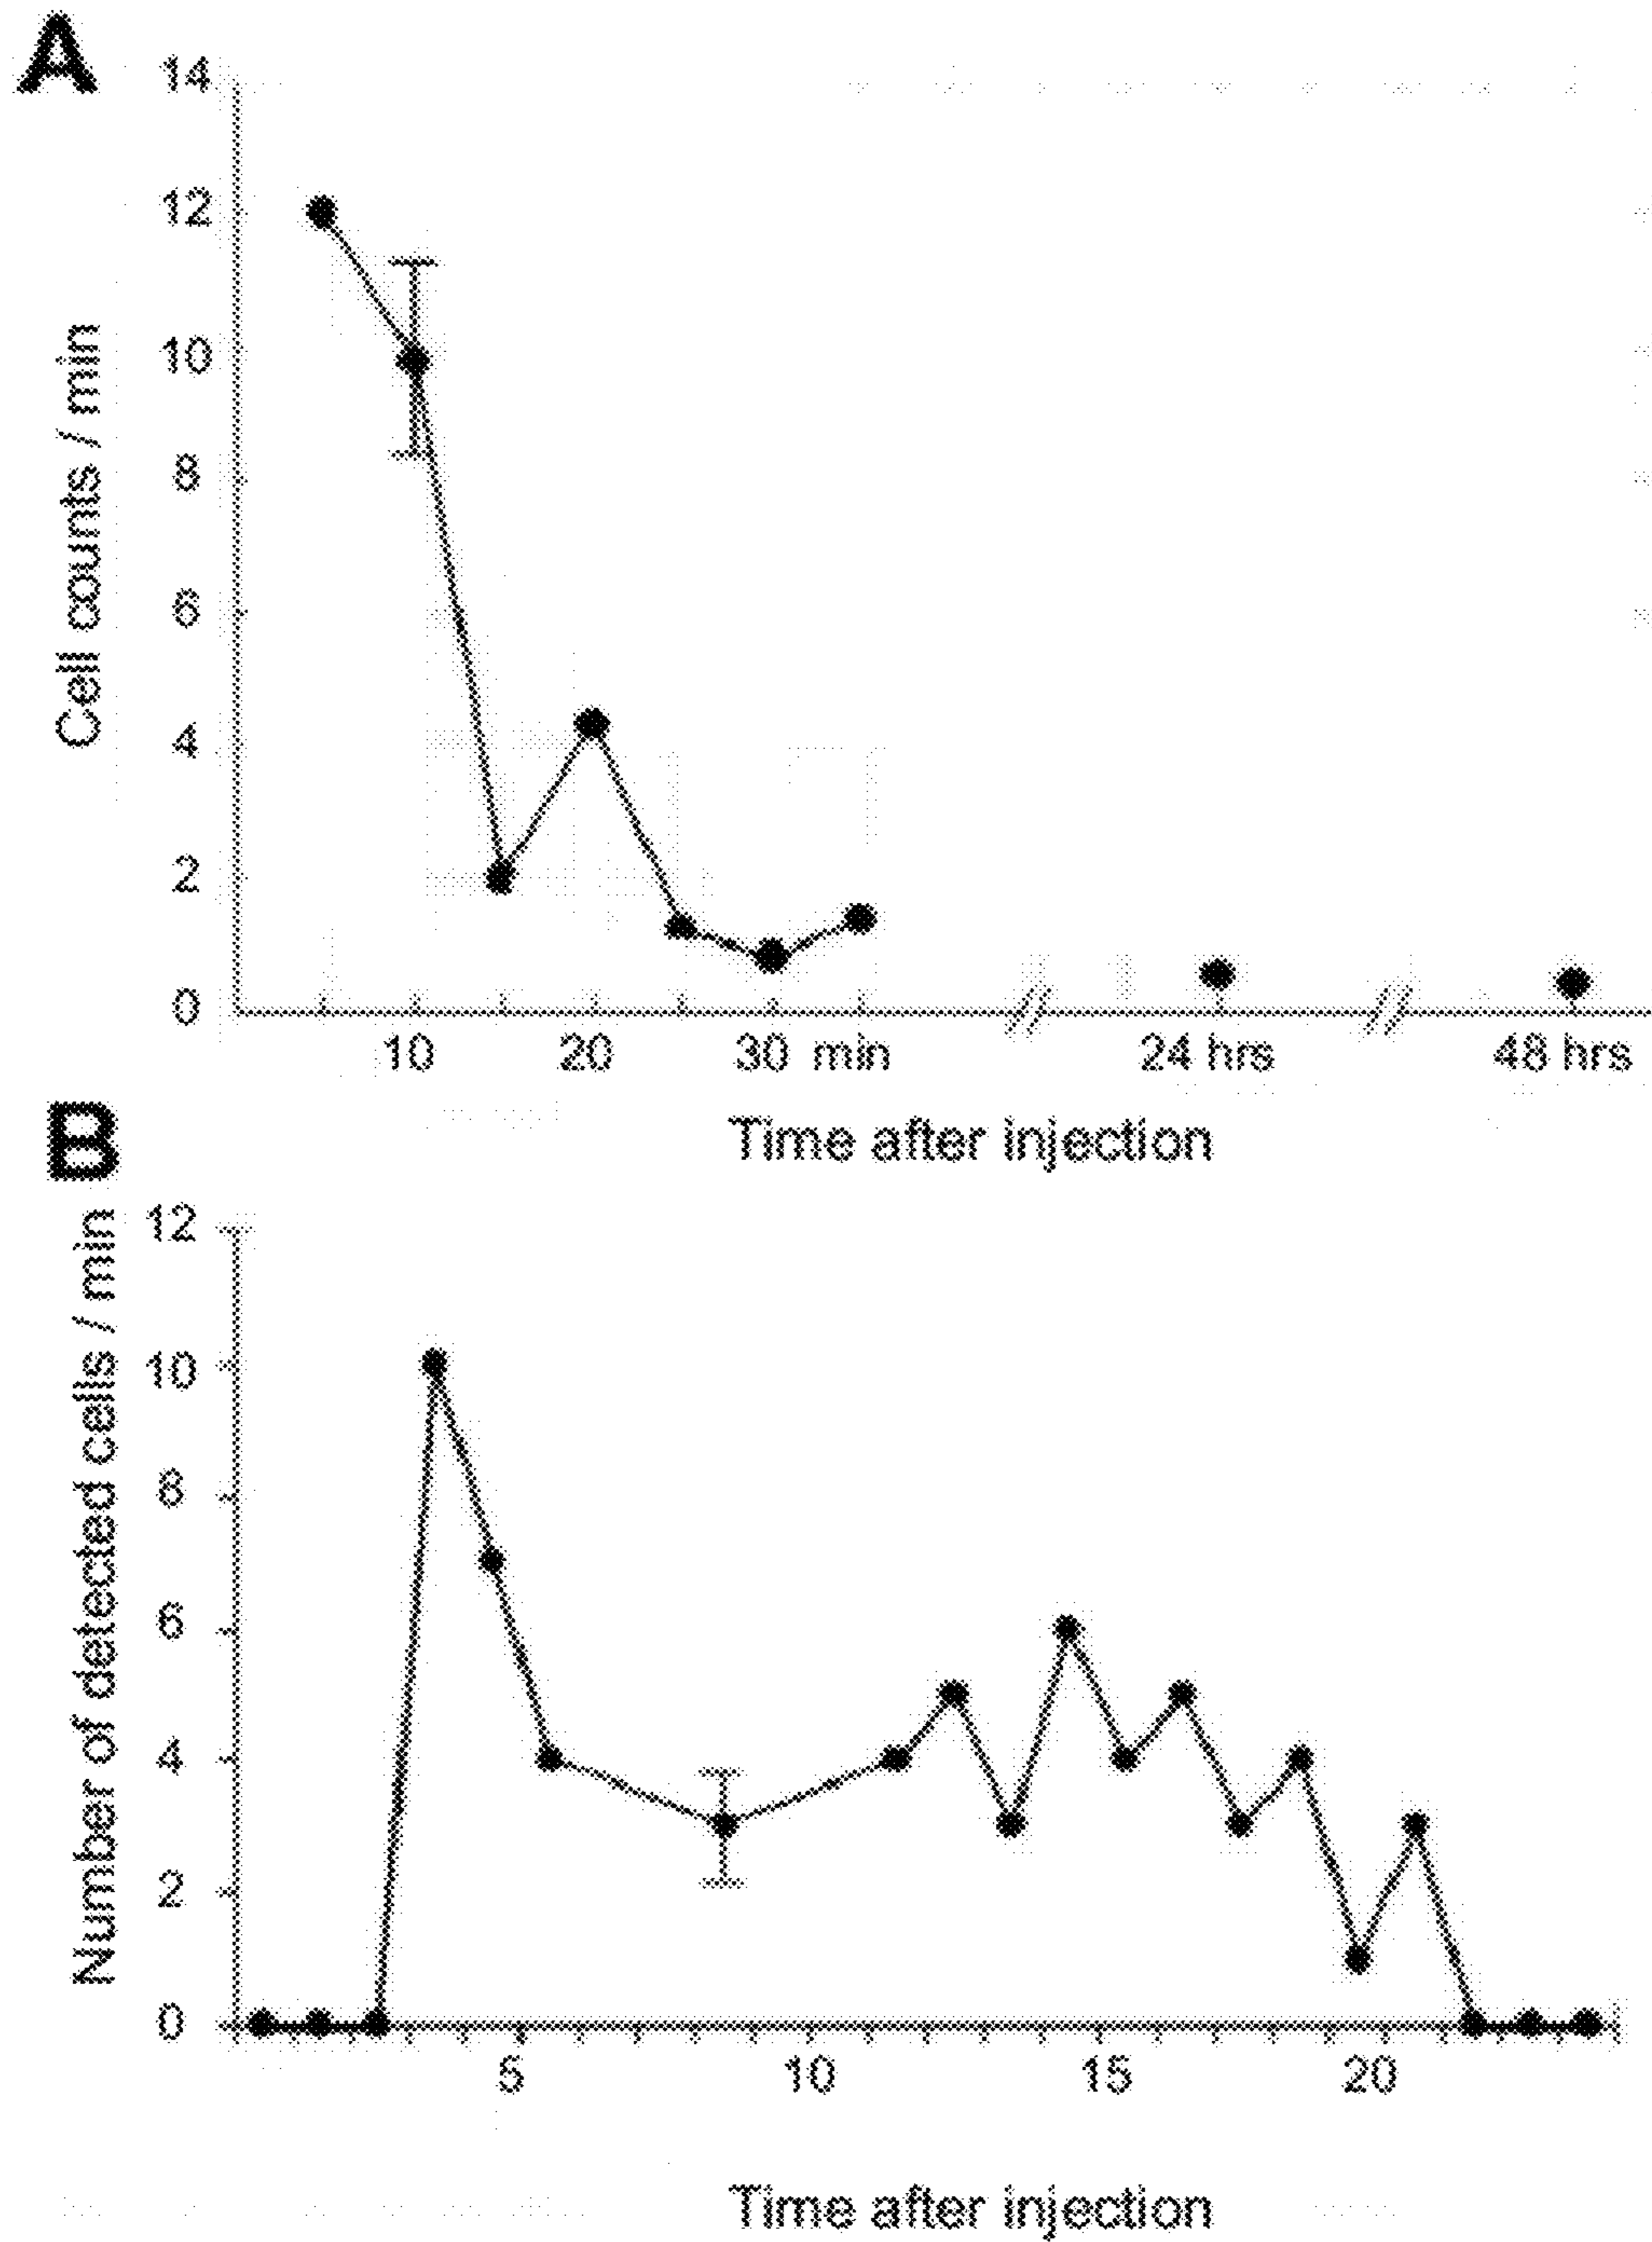 A
14
12
10
8
6
4
2
0
Cell counts / min
10 20 30 min 24 hrs 48 hrs
Time after injection
B
12
10
8
6
4
2
0
Number of detected cells / min
5 10 15 20
Time after injection